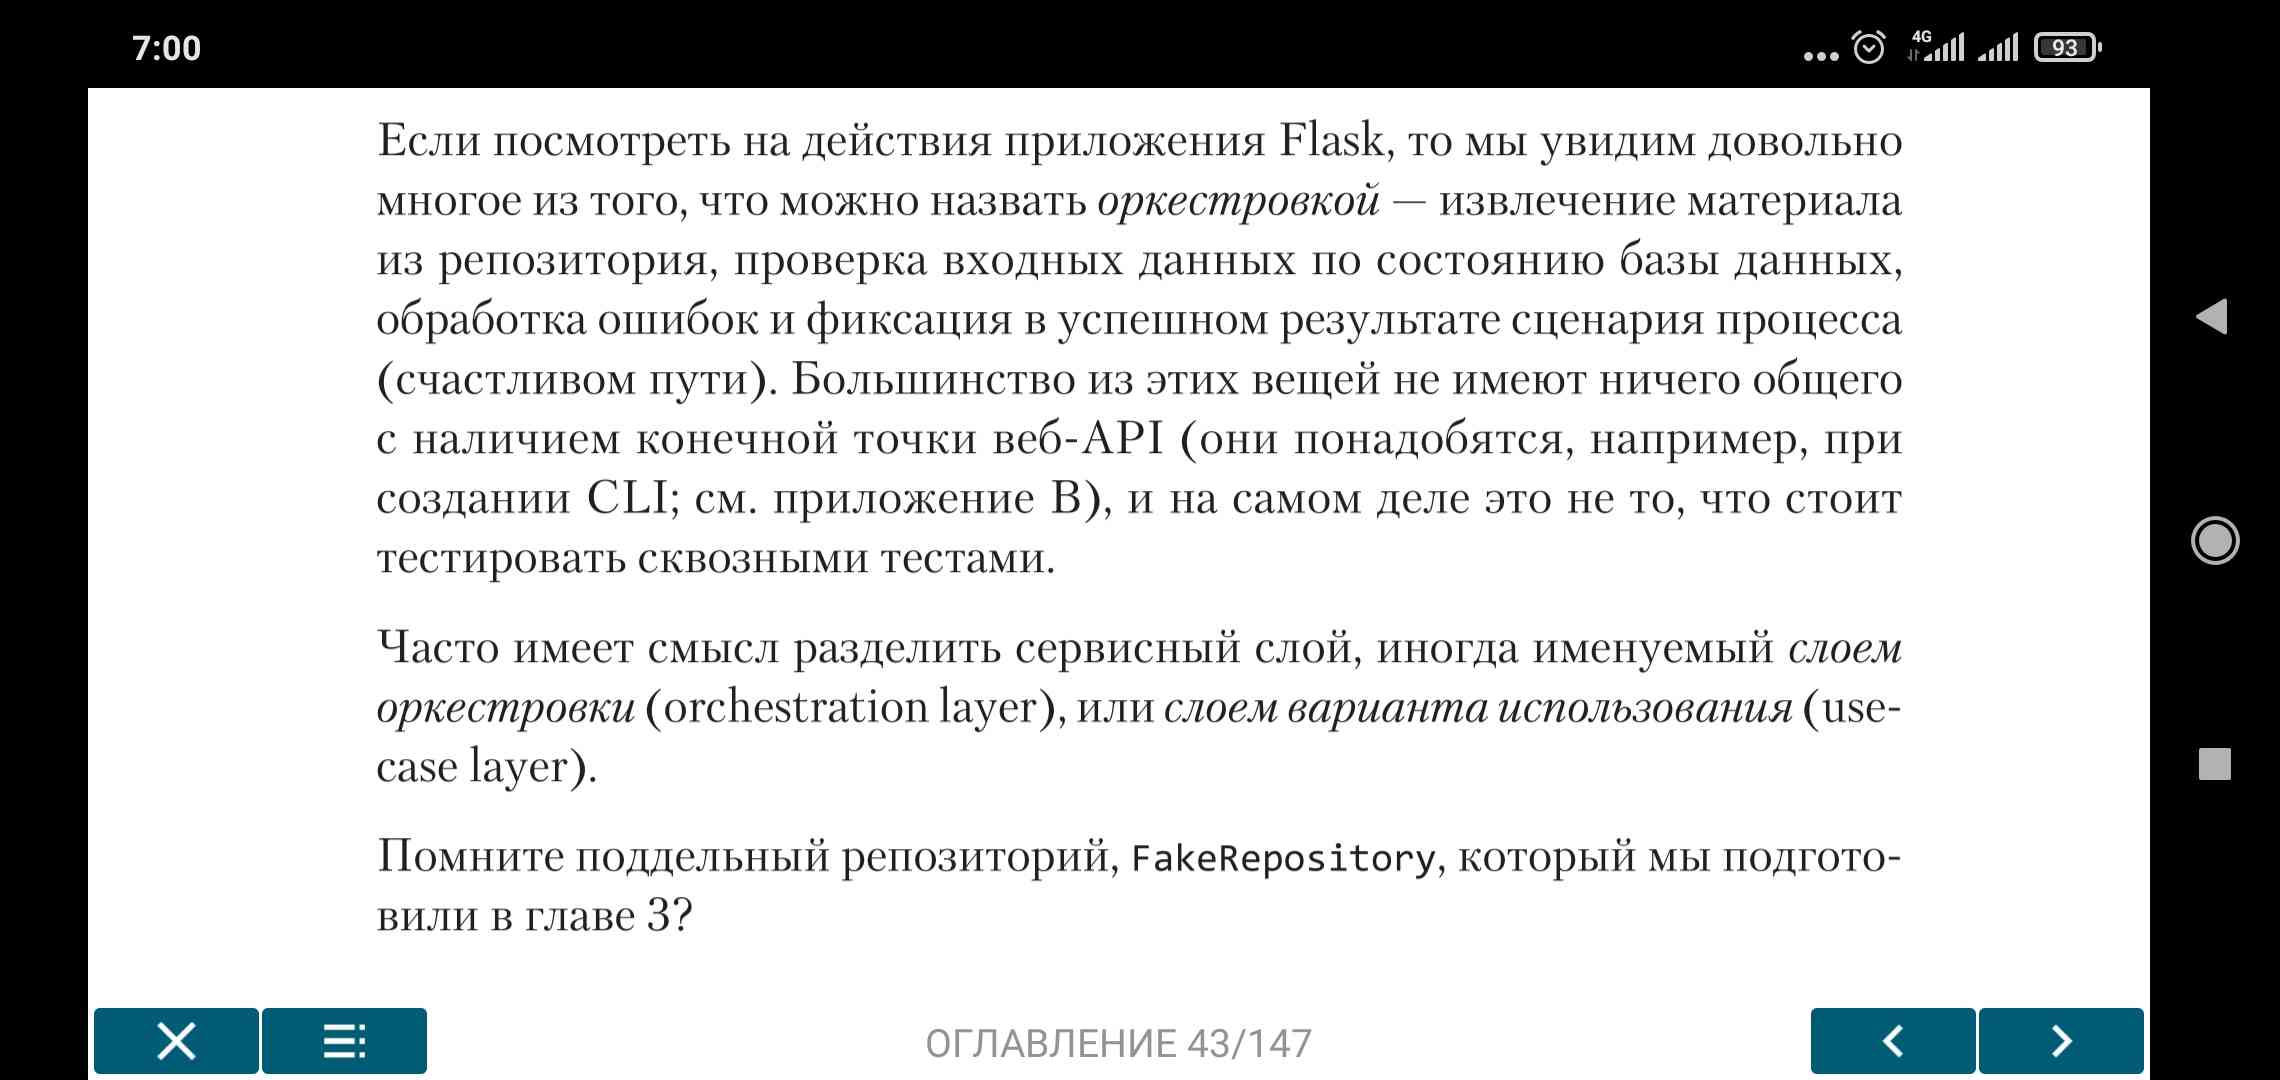 7:00
4G
93
Если посмотреть на действия приложения Flask, то мы увидим довольно
многое из того, что можно назвать оркестровкой — извлечение материала
из репозитория, проверка входных данных по состоянию базы данных,
обработка ошибок и фиксация в успешном результате сценария процесса
(счастливом пути). Большинство из этих вещей не имеют ничего общего
с наличием конечной точки веб-API (они понадобятся, например, при
создании CLI; см. приложение В), и на самом деле это не то, что стоит
тестировать сквозными тестами.
Часто имеет смысл разделить сервисный слой, иногда именуемый слоем
оркестровки (orchestration layer), или слоем варианта использования (use-
case layer).
Помните поддельный репозиторий, FakeRepository, который мы подгото-
вили в главе 3?
ОГЛАВЛЕНИЕ 43/147